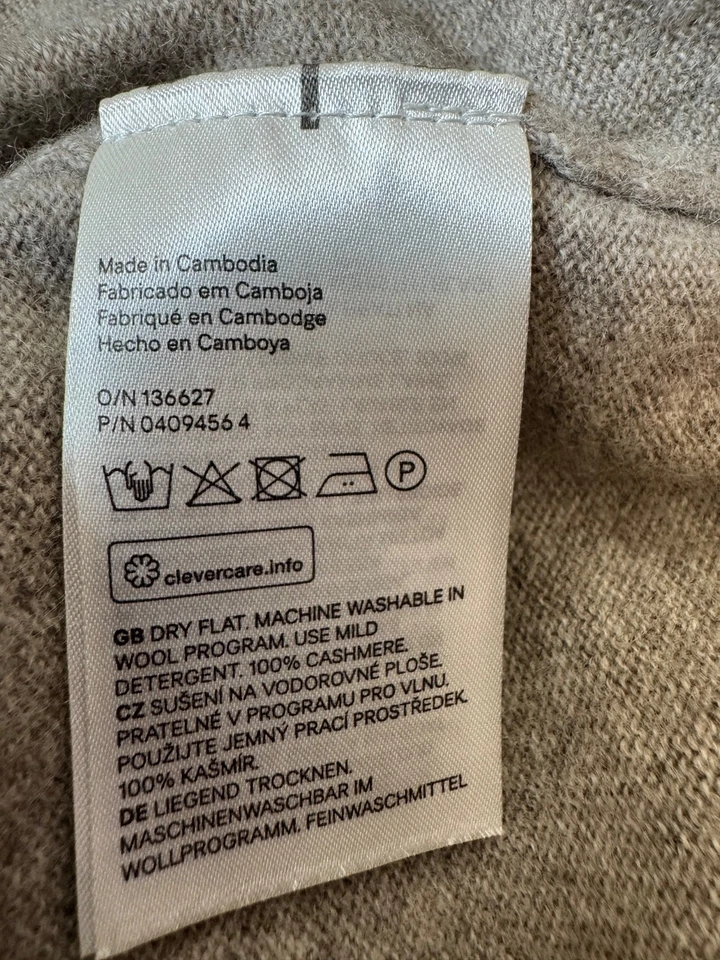 Made in Cambodia
Fabricado em Camboja
Fabriqué en Cambodge
Hecho en Camboya
O/N 136627
P/N 0409456 4
P
clevercare.info
GB DRY FLAT. MACHINE WASHABLE IN
WOOL PROGRAM. USE MILD
DETERGENT. 100% CASHMERE.
CZ SUŠENÍ NA VODOROVNÉ PLOŠE.
PRATELNÉ V PROGRAMU PRO VLNU.
POUŽIJTE JEMNÝ PRACÍ PROSTŘEDEK.
100% KAŠMÍR.
DE LIEGEND TROCKNEN.
MASCHINENWASCHBAR IM
WOLLPROGRAMM. FEINWASCHMITTEL